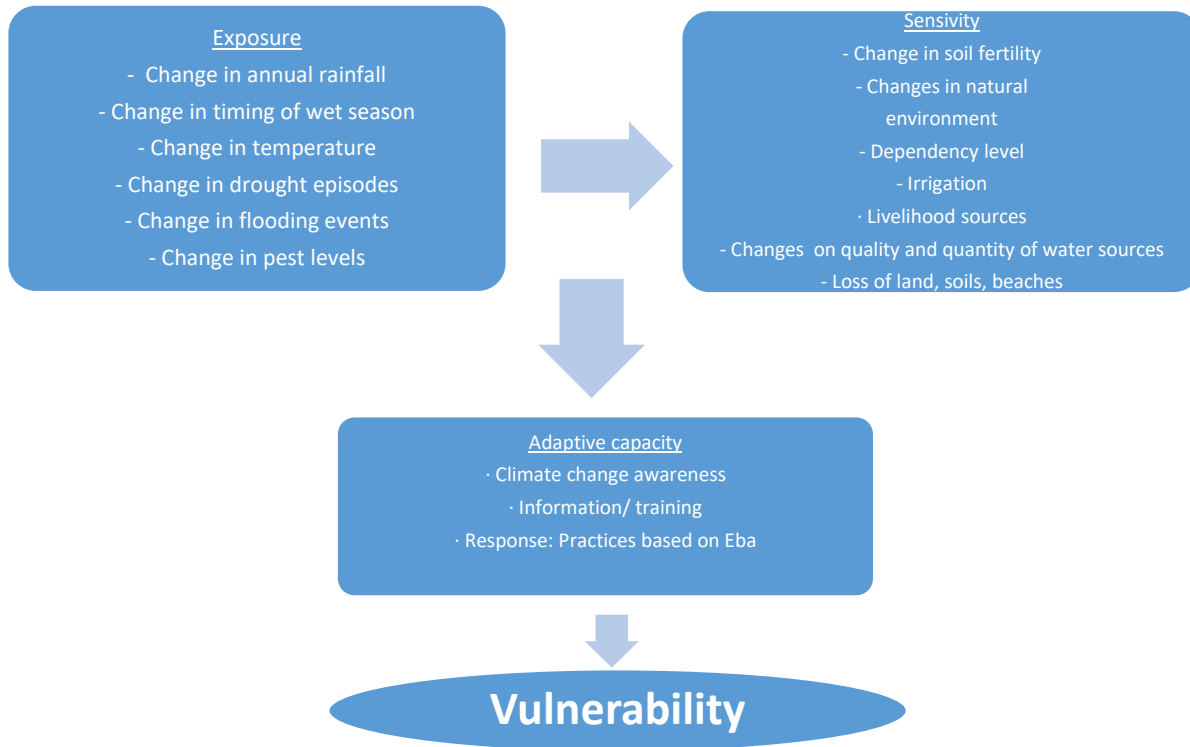 Exposure
- Change in annual rainfall
- Change in timing of wet season
- Change in temperature
- Change in drought episodes
- Change in flooding events
- Change in pest levels
Sensivity
- Change in soil fertility
- Changes in natural
environment
- Dependency level
- Irrigation
· Livelihood sources
- Changes on quality and quantity of water sources
- Loss of land, soils, beaches
Adaptive capacity
· Climate change awareness
· Information/ training
· Response: Practices based on Eba
Vulnerability